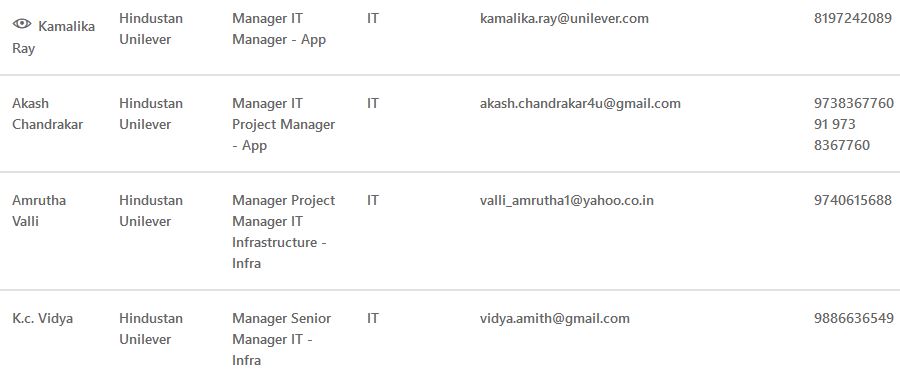 Kamalika Ray Hindustan Unilever Manager IT Manager - App IT kamalika.ray@unilever.com 8197242089
Akash Chandrakar Hindustan Unilever Manager IT Project Manager - App IT akash.chandrakar4u@gmail.com 9738367760 91 973 8367760
Amrutha Valli Hindustan Unilever Manager Project Manager IT Infrastructure - Infra IT valli_amrutha1@yahoo.co.in 9740615688
K.c. Vidya Hindustan Unilever Manager Senior Manager IT - Infra IT vidya.amith@gmail.com 9886636549